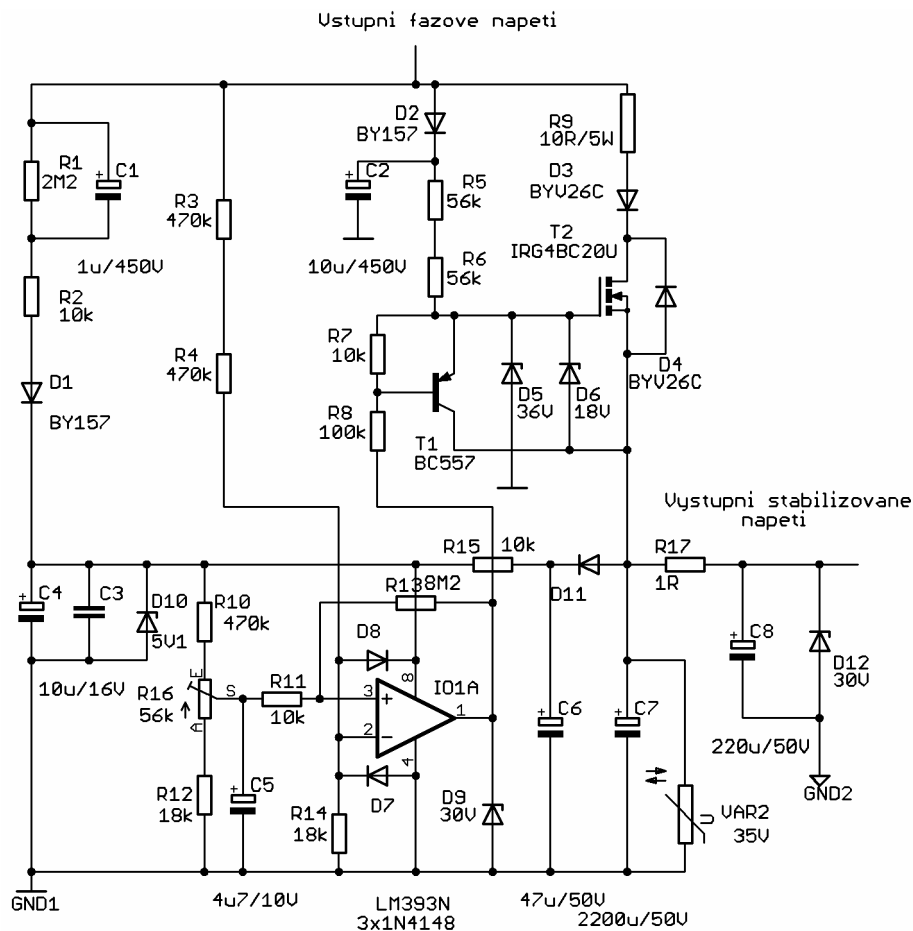 Vstupni fazove napeti
D2
BY157
R9
10R/5W
R1
2M2
C1
C2
R5
56k
D3
BYV26C
R3
470k
T2
IRG4BC20U
1u/450V
10u/450V
R6
56k
R2
10k
R7
10k
R4
470k
D4
BYV26C
D1
BY157
D5
36V
D6
18V
R8
100k
T1
BC557
Vystupni stabilizovane
napeti
R15
10k
R17
1R
C4
C3
D10
5V1
R10
470k
R13
8M2
D11
D8
C8
D12
30V
10u/16V
E
R16
56k
S
A
R11
10k
8
3
+
IO1A
1
2
-
4
C6
C7
220u/50V
GND2
R12
18k
C5
D7
D9
30V
R14
18k
U
VAR2
35V
GND1
4u7/10V
LM393N
3x1N4148
47u/50V
2200u/50V